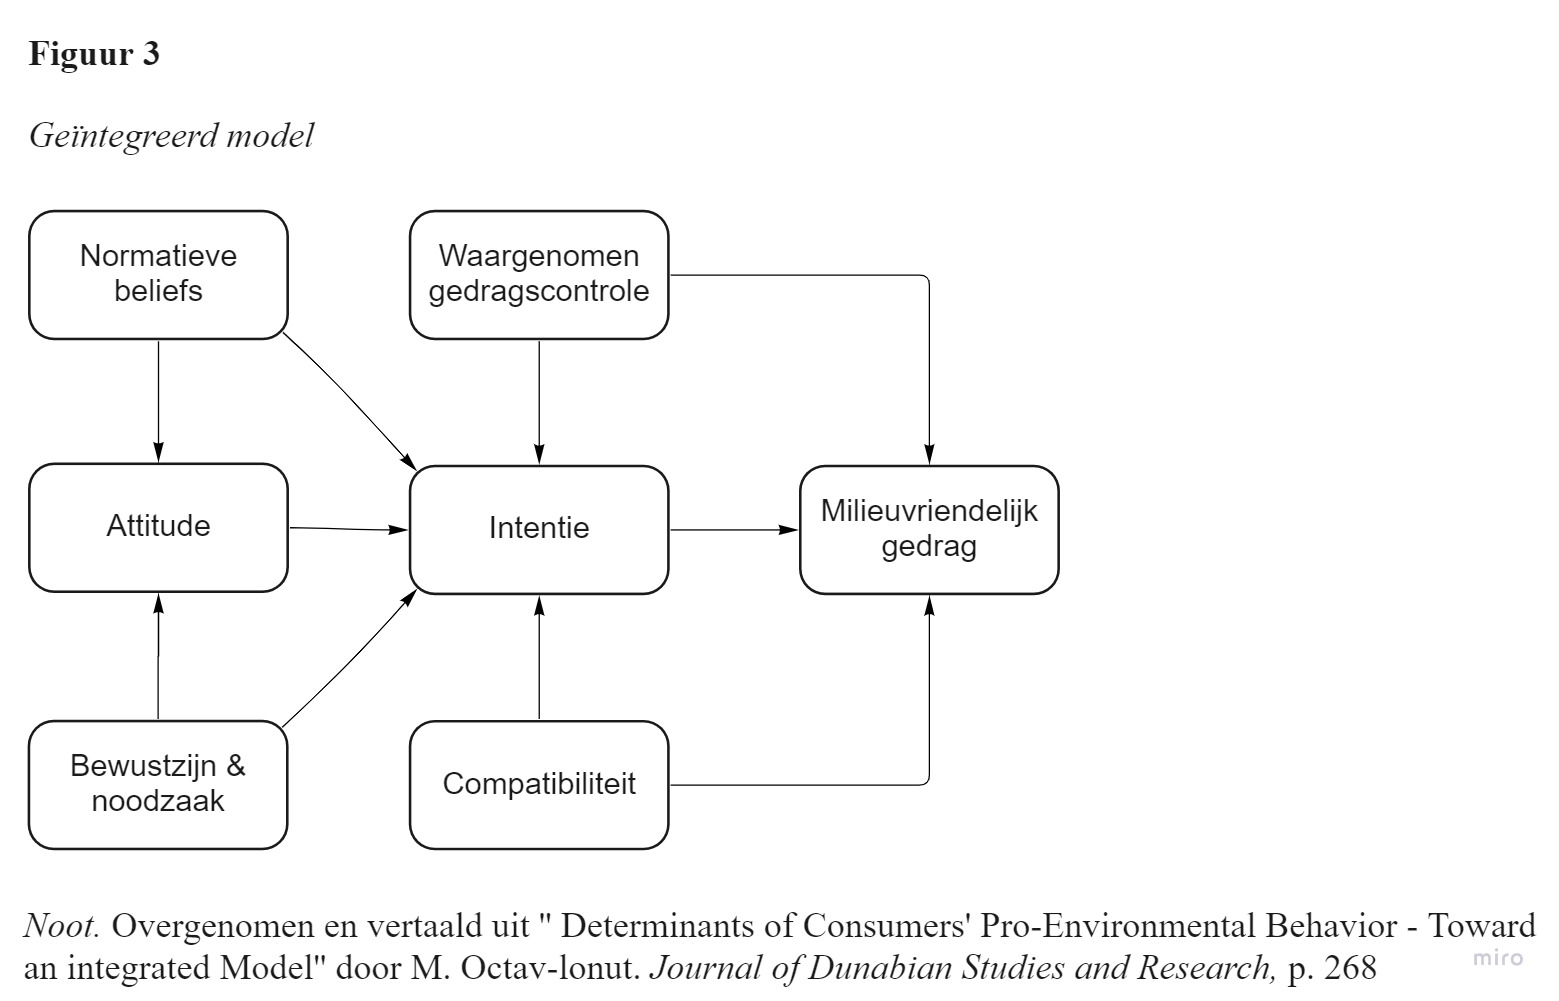 Figuur 3
Geïntegreerd model
Normatieve
beliefs
Waargenomen
gedragscontrole
Attitude
Intentie
Milieuvriendelijk
gedrag
Bewustzijn &
noodzaak
Compatibiliteit
Noot. Overgenomen en vertaald uit " Determinants of Consumers' Pro-Environmental Behavior - Toward
an integrated Model" door M. Octav-lonut. Journal of Dunabian Studies and Research, p. 268
miro